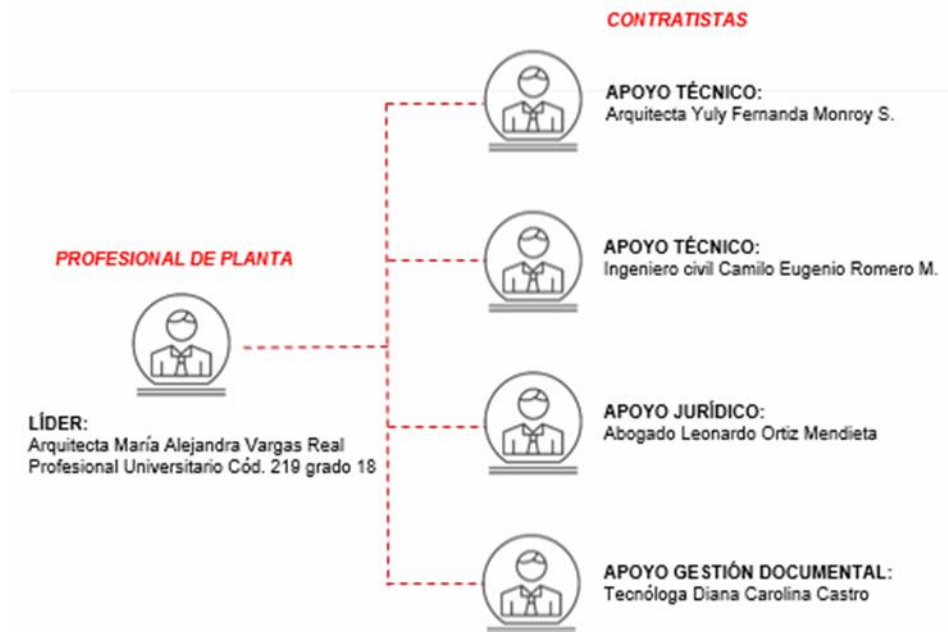 CONTRATISTAS
APOYO TÉCNICO:
Arquitecta Yuly Fernanda Monroy S.
APOYO TÉCNICO:
Ingeniero civil Camilo Eugenio Romero M.
PROFESIONAL DE PLANTA
LÍDER:
Arquitecta María Alejandra Vargas Real
Profesional Universitario Cód. 219 grado 18
APOYO JURÍDICO:
Abogado Leonardo Ortiz Mendieta
APOYO GESTIÓN DOCUMENTAL:
Tecnóloga Diana Carolina Castro